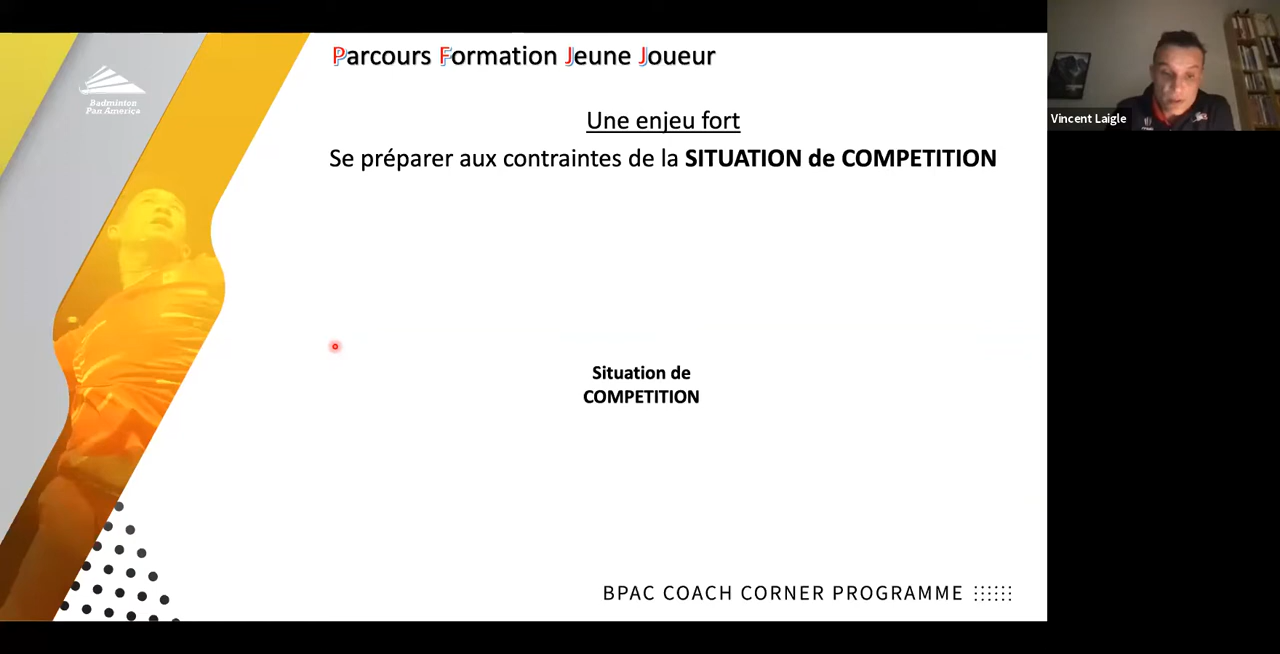 Parcours Formation Jeune Joueur
Badminton
Pan America
Une enjeu fort
Se préparer aux contraintes de la SITUATION de COMPETITION
Vincent Laigle
Situation de
COMPETITION
BPAC COACH CORNER PROGRAMME